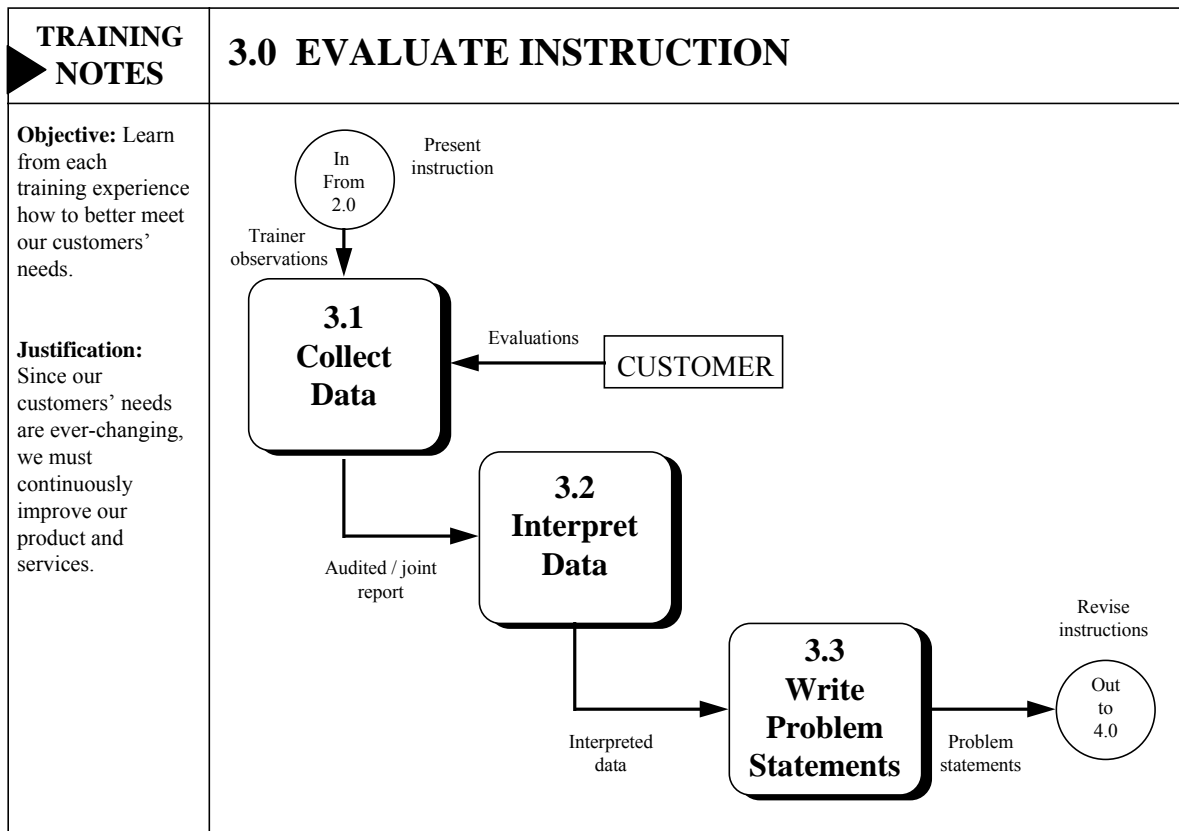 TRAINING
NOTES
3.0 EVALUATE INSTRUCTION
Objective: Learn
from each
training experience
how to better meet
our customers’
needs.
Justification:
Since our
customers’ needs
are ever-changing,
we must
continuously
improve our
product and
services.
In
From
2.0
Present
instruction
Trainer
observations
3.1
Collect
Data
Evaluations
CUSTOMER
Audited / joint
report
3.2
Interpret
Data
Interpreted
data
3.3
Write
Problem
Statements
Problem
statements
Revise
instructions
Out
to
4.0